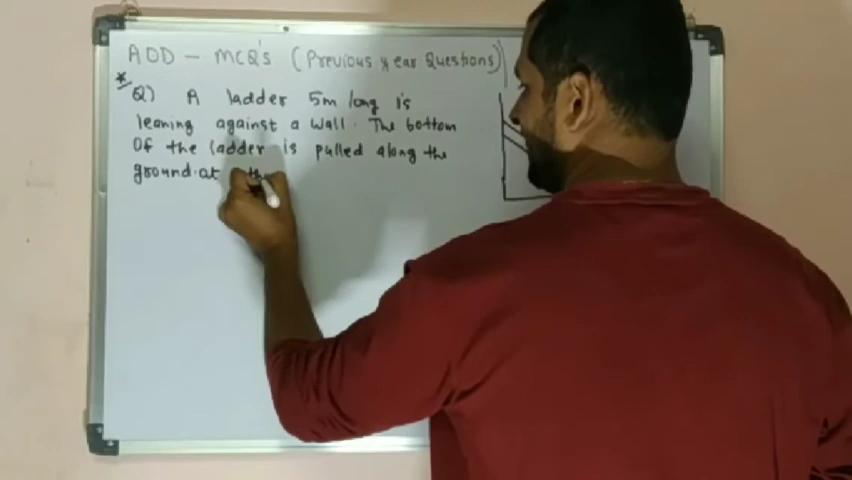 AOD - MCQ's (Previous year Questions)
* Q) A ladder 5m long is
leaning against a wall. The bottom
Of the ladder is pulled along the
ground.at the